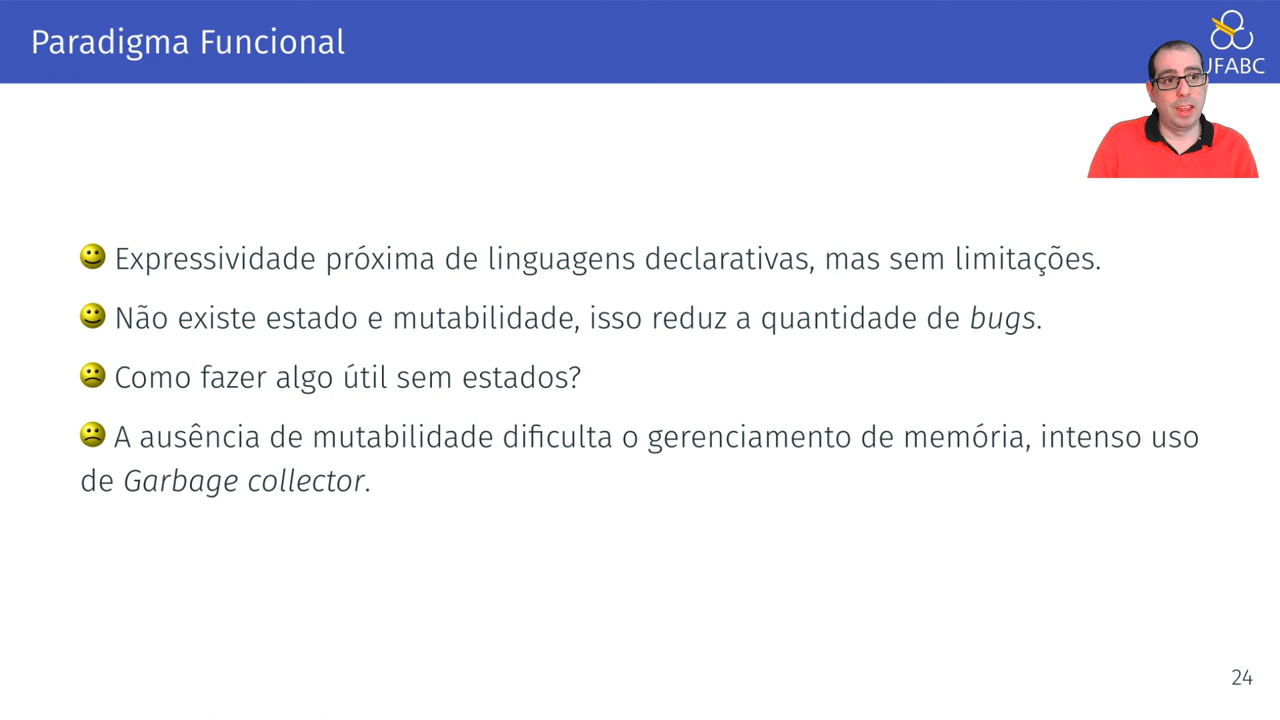 Paradigma Funcional
UFABC
Expressividade próxima de linguagens declarativas, mas sem limitações.
Não existe estado e mutabilidade, isso reduz a quantidade de bugs.
Como fazer algo útil sem estados?
A ausência de mutabilidade dificulta o gerenciamento de memória, intenso uso
de Garbage collector.
24